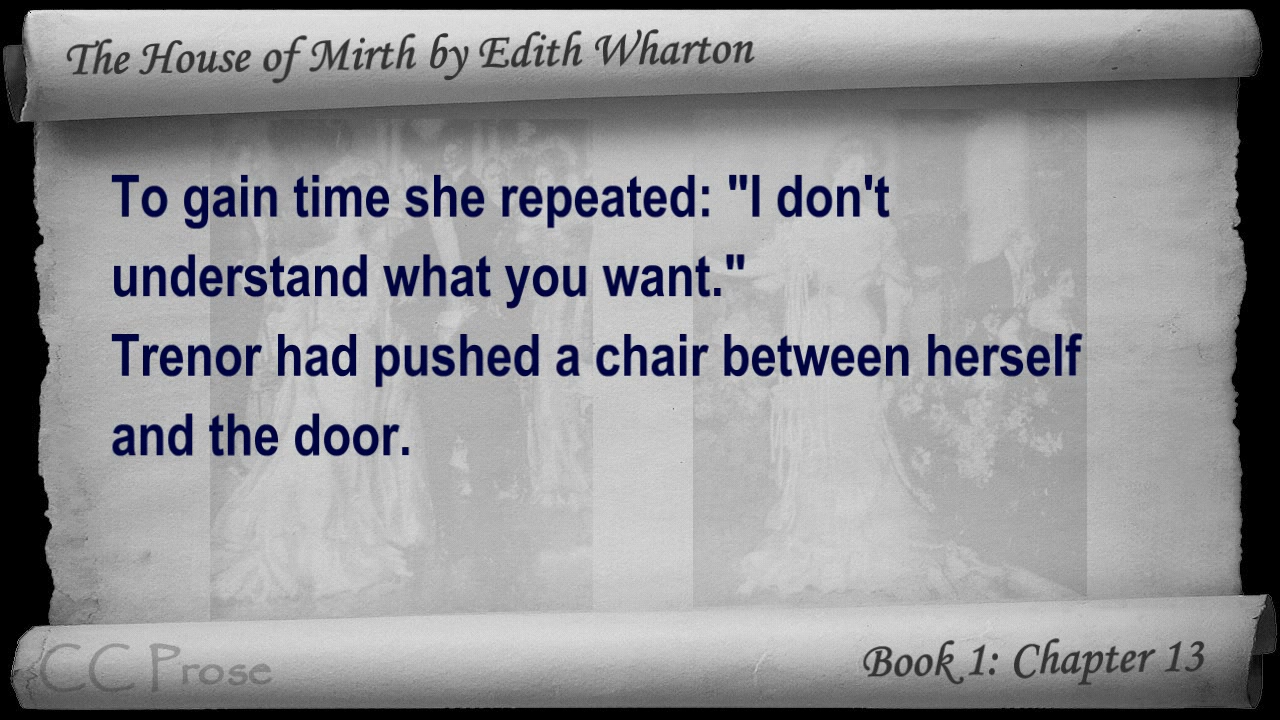 The House of Mirth by Edith Wharton
To gain time she repeated: "I don't
understand what you want."
Trenor had pushed a chair between herself
and the door.
CC Prose
Book 1: Chapter 13